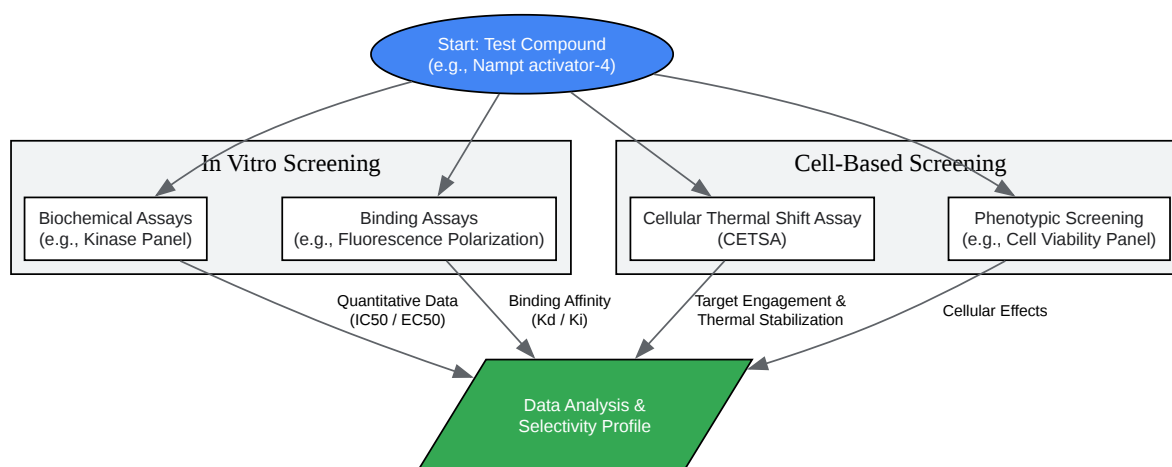 Start: Test Compound
(e.g., Nampt activator-4)
In Vitro Screening
Cell-Based Screening
Biochemical Assays
(e.g., Kinase Panel)
Binding Assays
(e.g., Fluorescence Polarization)
Cellular Thermal Shift Assay
(CETSA)
Phenotypic Screening
(e.g., Cell Viability Panel)
Quantitative Data
(IC50 / EC50)
Binding Affinity
(Kd / Ki)
Target Engagement &
Thermal Stabilization
Cellular Effects
Data Analysis &
Selectivity Profile